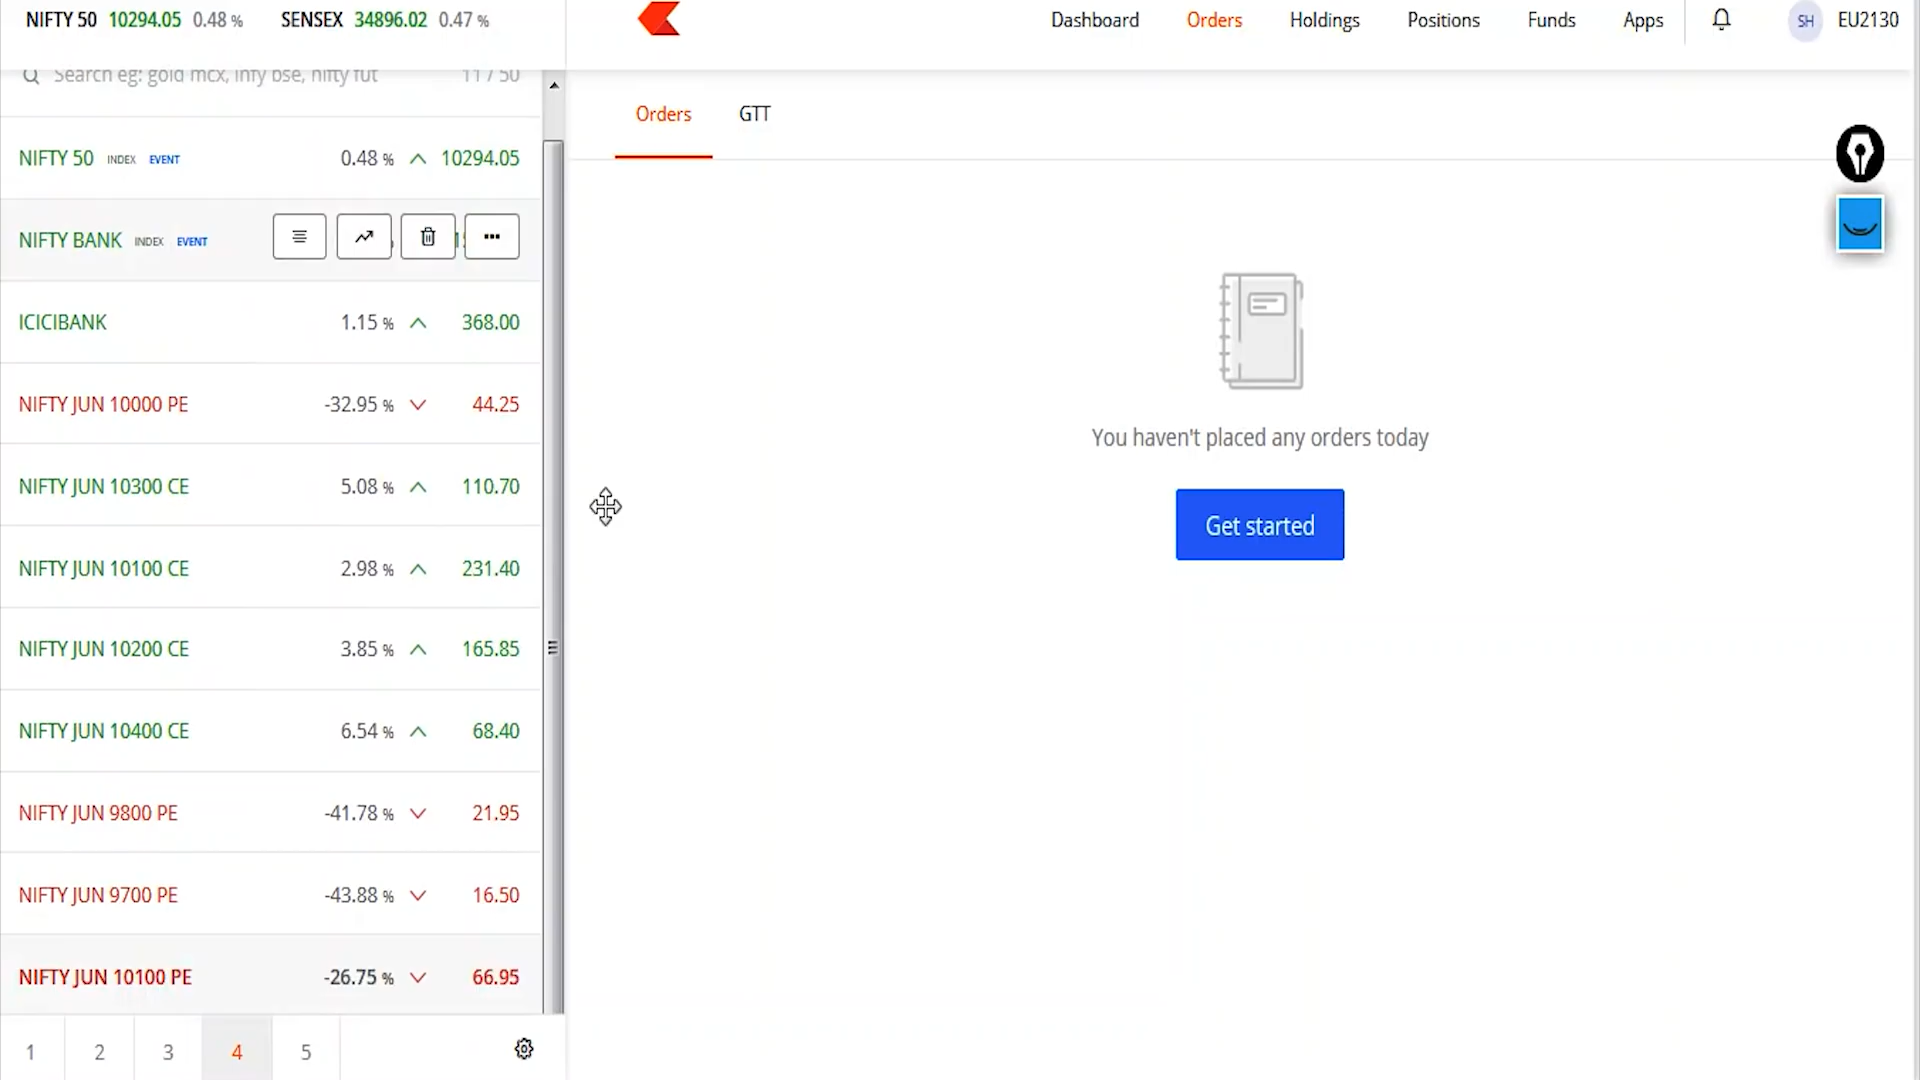 NIFTY 50 10294.05 0.48 % SENSEX 34896.02 0.47 %
Dashboard Orders Holdings Positions Funds Apps SH EU2130
Search eg: gold mcx, infy bse, nifty fut 11 / 50
Orders GTT
NIFTY 50 INDEX EVENT 0.48 % 10294.05
NIFTY BANK INDEX EVENT
ICICIBANK 1.15 % 368.00
NIFTY JUN 10000 PE -32.95 % 44.25
You haven't placed any orders today
NIFTY JUN 10300 CE 5.08 % 110.70
Get started
NIFTY JUN 10100 CE 2.98 % 231.40
NIFTY JUN 10200 CE 3.85 % 165.85
NIFTY JUN 10400 CE 6.54 % 68.40
NIFTY JUN 9800 PE -41.78 % 21.95
NIFTY JUN 9700 PE -43.88 % 16.50
NIFTY JUN 10100 PE -26.75 % 66.95
1 2 3 4 5